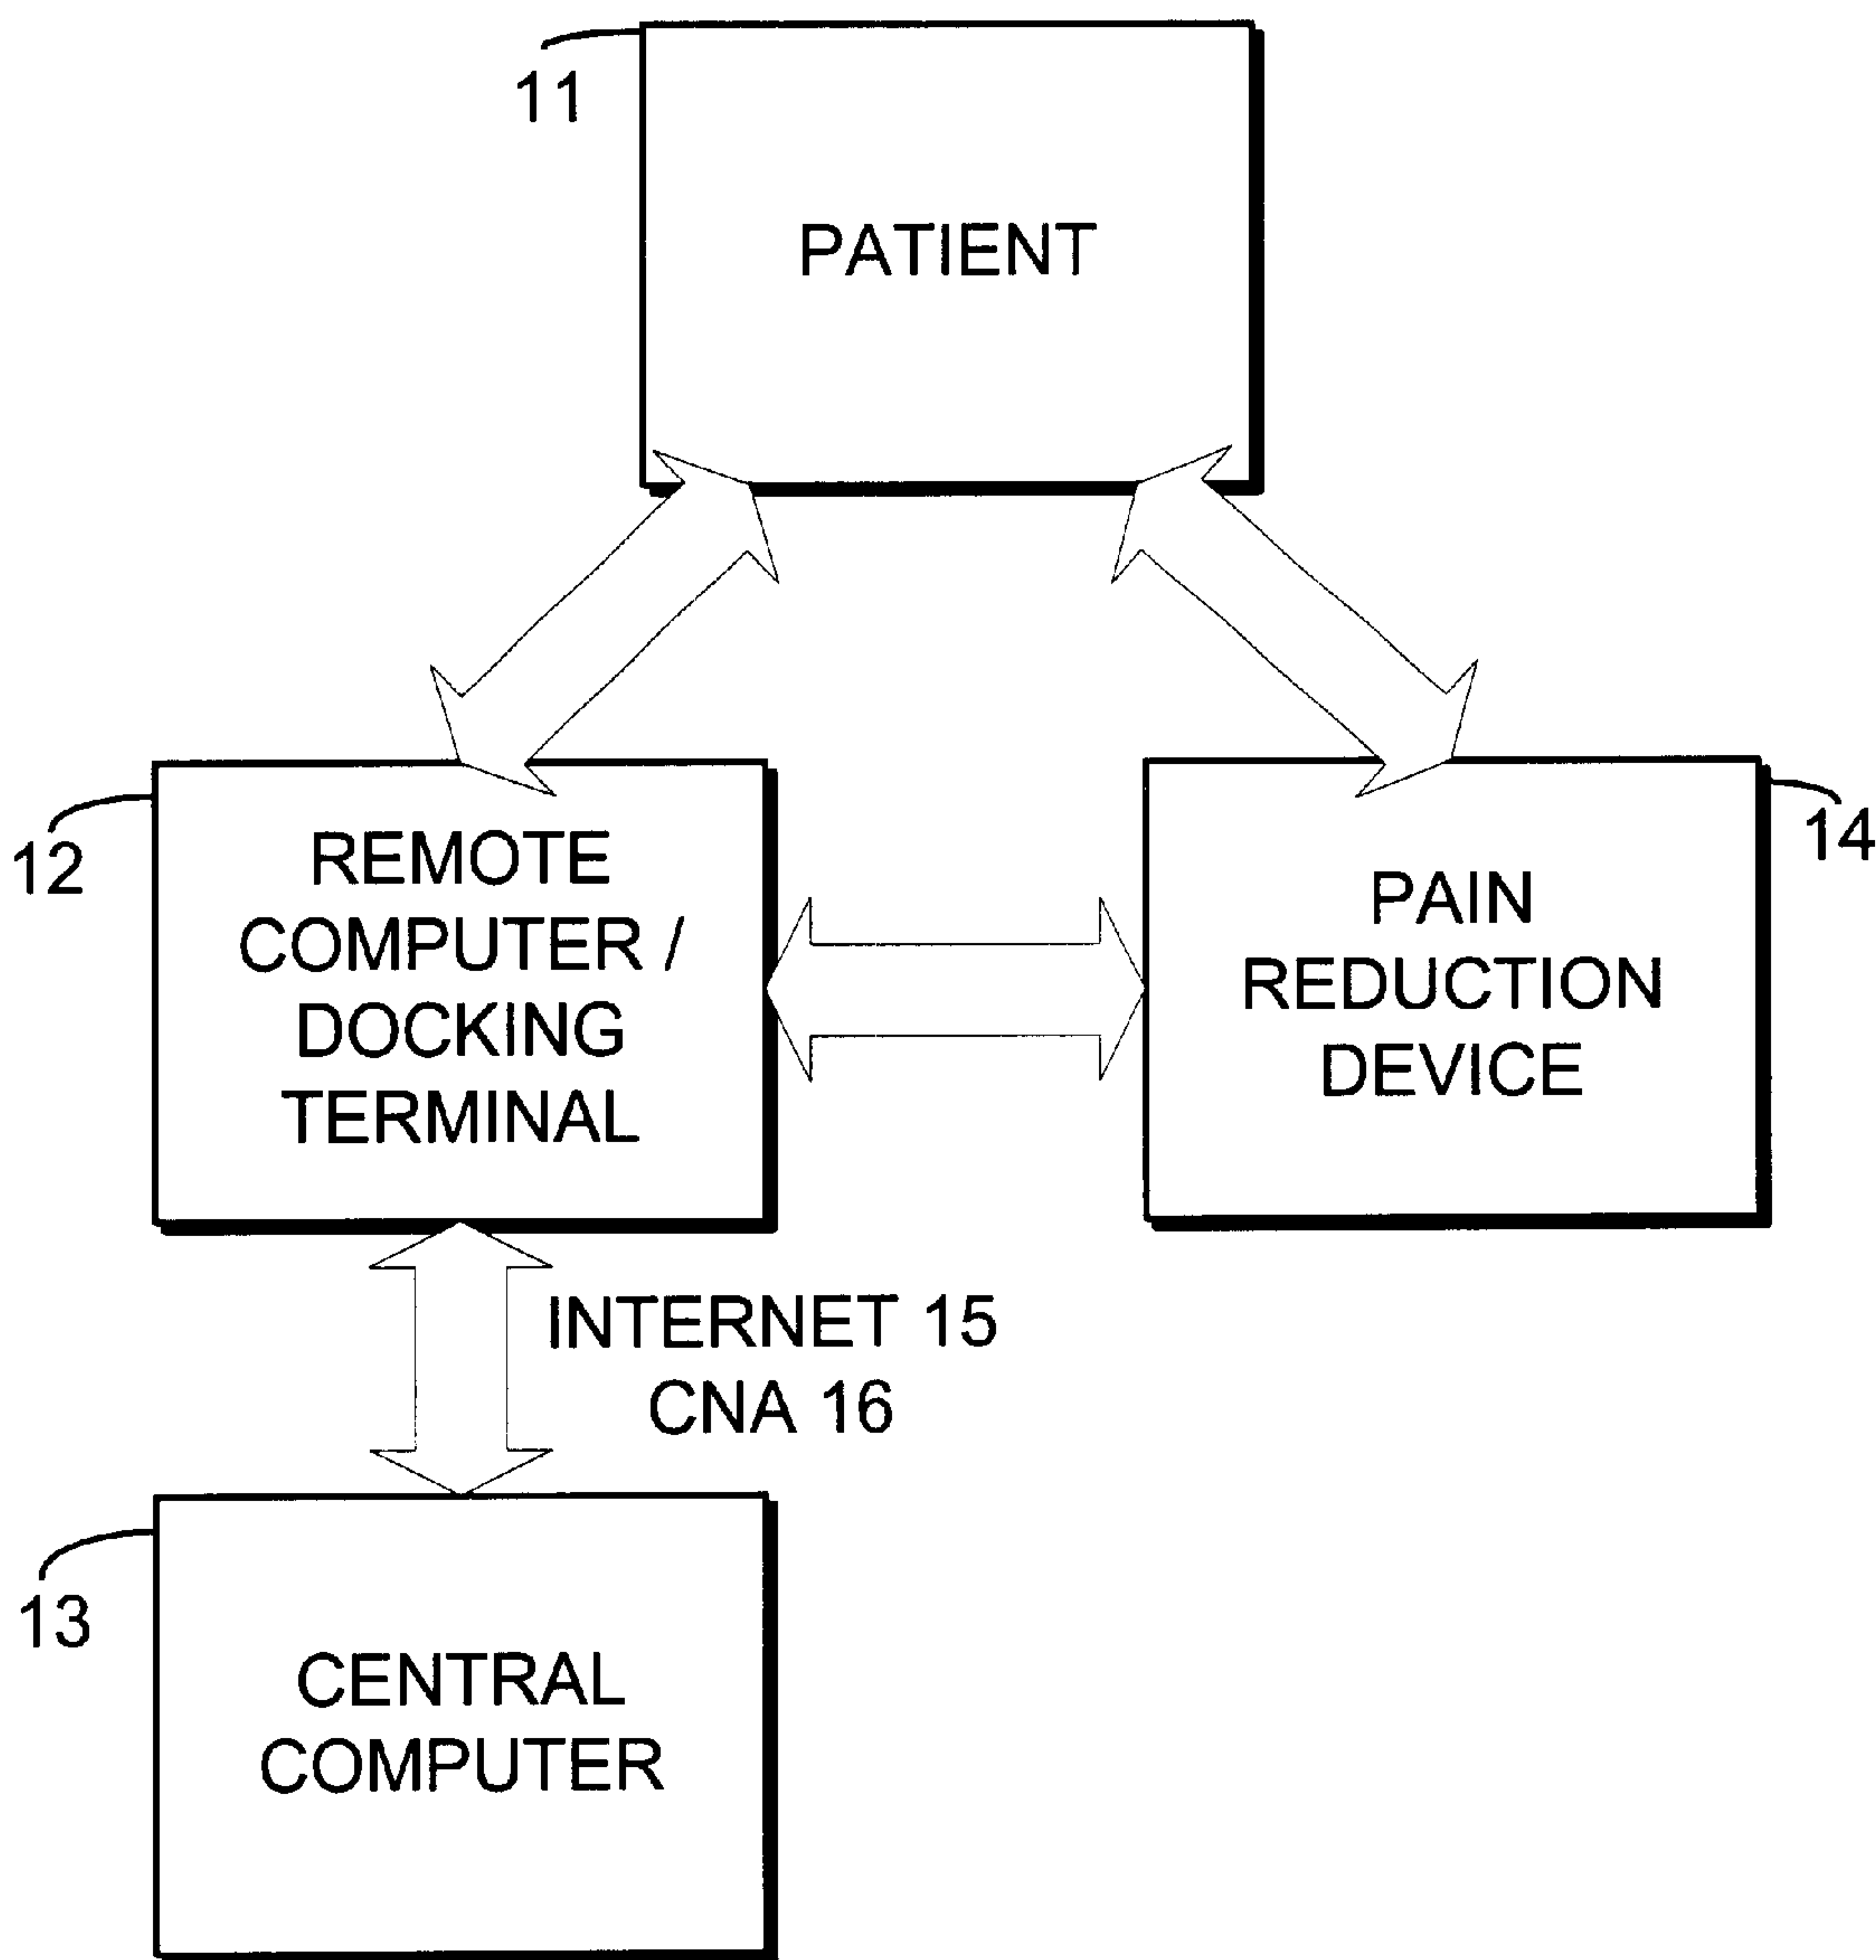 11
PATIENT
12
REMOTE
COMPUTER /
DOCKING
TERMINAL
14
PAIN
REDUCTION
DEVICE
INTERNET 15
CNA 16
13
CENTRAL
COMPUTER